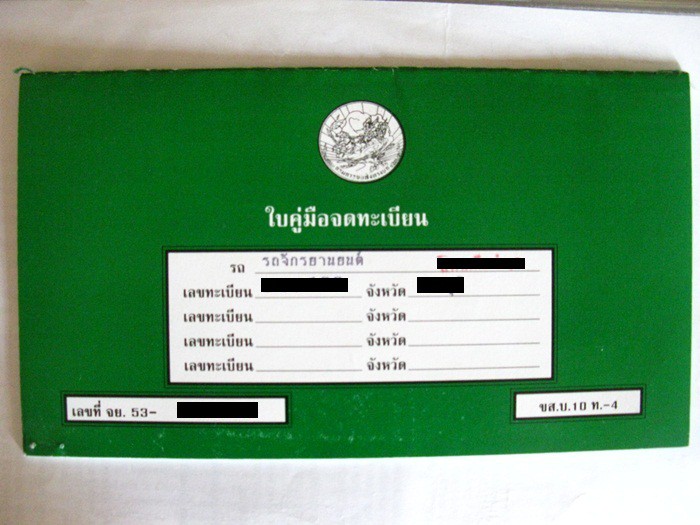 ใบคู่มือจดทะเบียน
รถ รถจักรยานยนต์
เลขทะเบียน จังหวัด
เลขทะเบียน จังหวัด
เลขทะเบียน จังหวัด
เลขทะเบียน จังหวัด
เลขที่ จย. 53-
ขส.บ.10 ท.-4